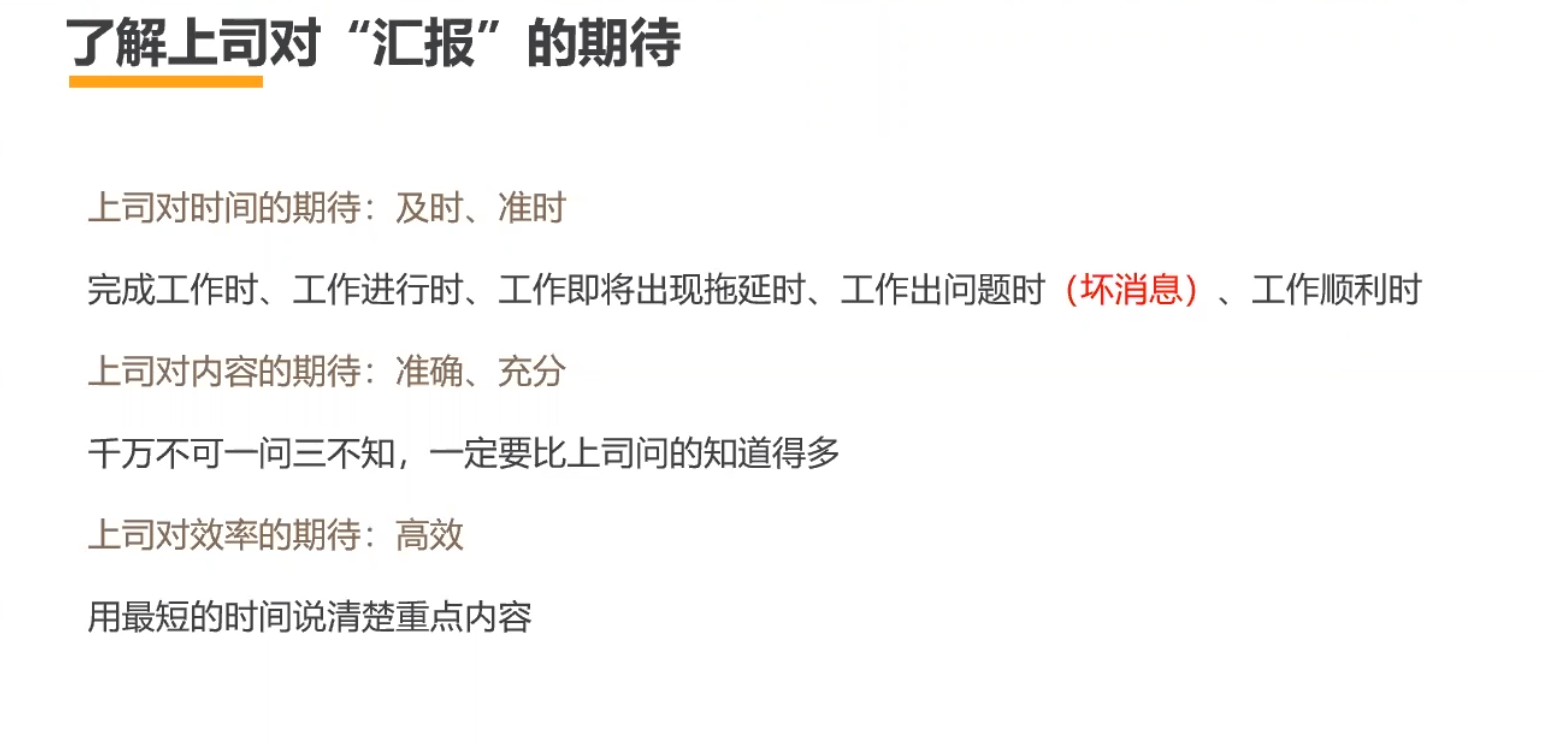 了解上司对“汇报”的期待
上司对时间的期待：及时、准时
完成工作时、工作进行时、工作即将出现拖延时、工作出问题时（坏消息）、工作顺利时
上司对内容的期待：准确、充分
千万不可一问三不知，一定要比上司问的知道得多
上司对效率的期待：高效
用最短的时间说清楚重点内容